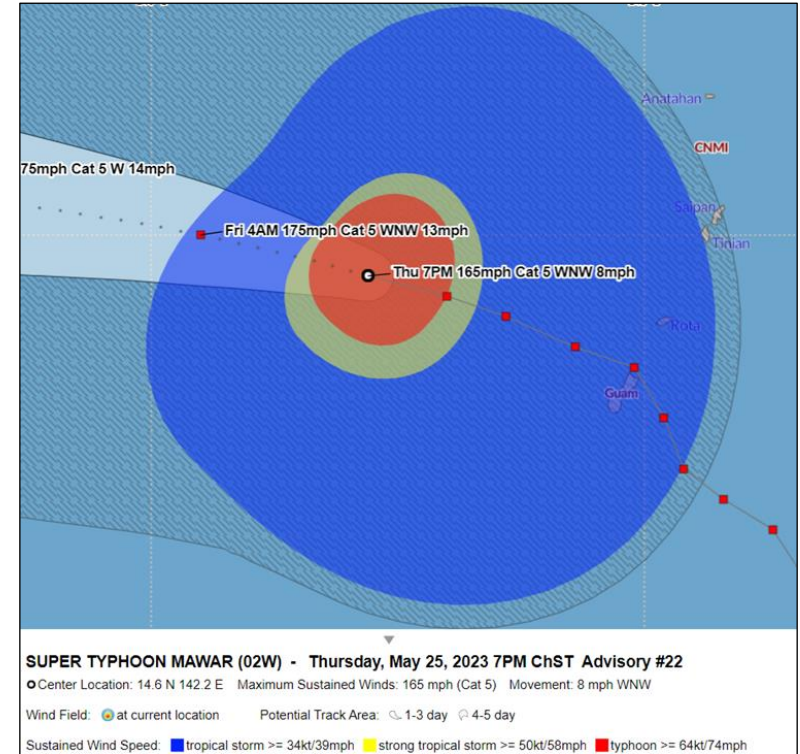 Anatahan
CNMI
75mph Cat 5 W 14mph
Saipan
Fri 4AM 175mph Cat 5 WNW 13mph
Tinian
Thu 7PM 165mph Cat 5 WNW 8mph
Rota
Guam
SUPER TYPHOON MAWAR (02W) - Thursday, May 25, 2023 7PM ChST Advisory #22
Center Location: 14.6 N 142.2 E Maximum Sustained Winds: 165 mph (Cat 5) Movement: 8 mph WNW
Wind Field: at current location Potential Track Area: 1-3 day 4-5 day
Sustained Wind Speed: tropical storm >= 34kt/39mph strong tropical storm >= 50kt/58mph typhoon >= 64kt/74mph